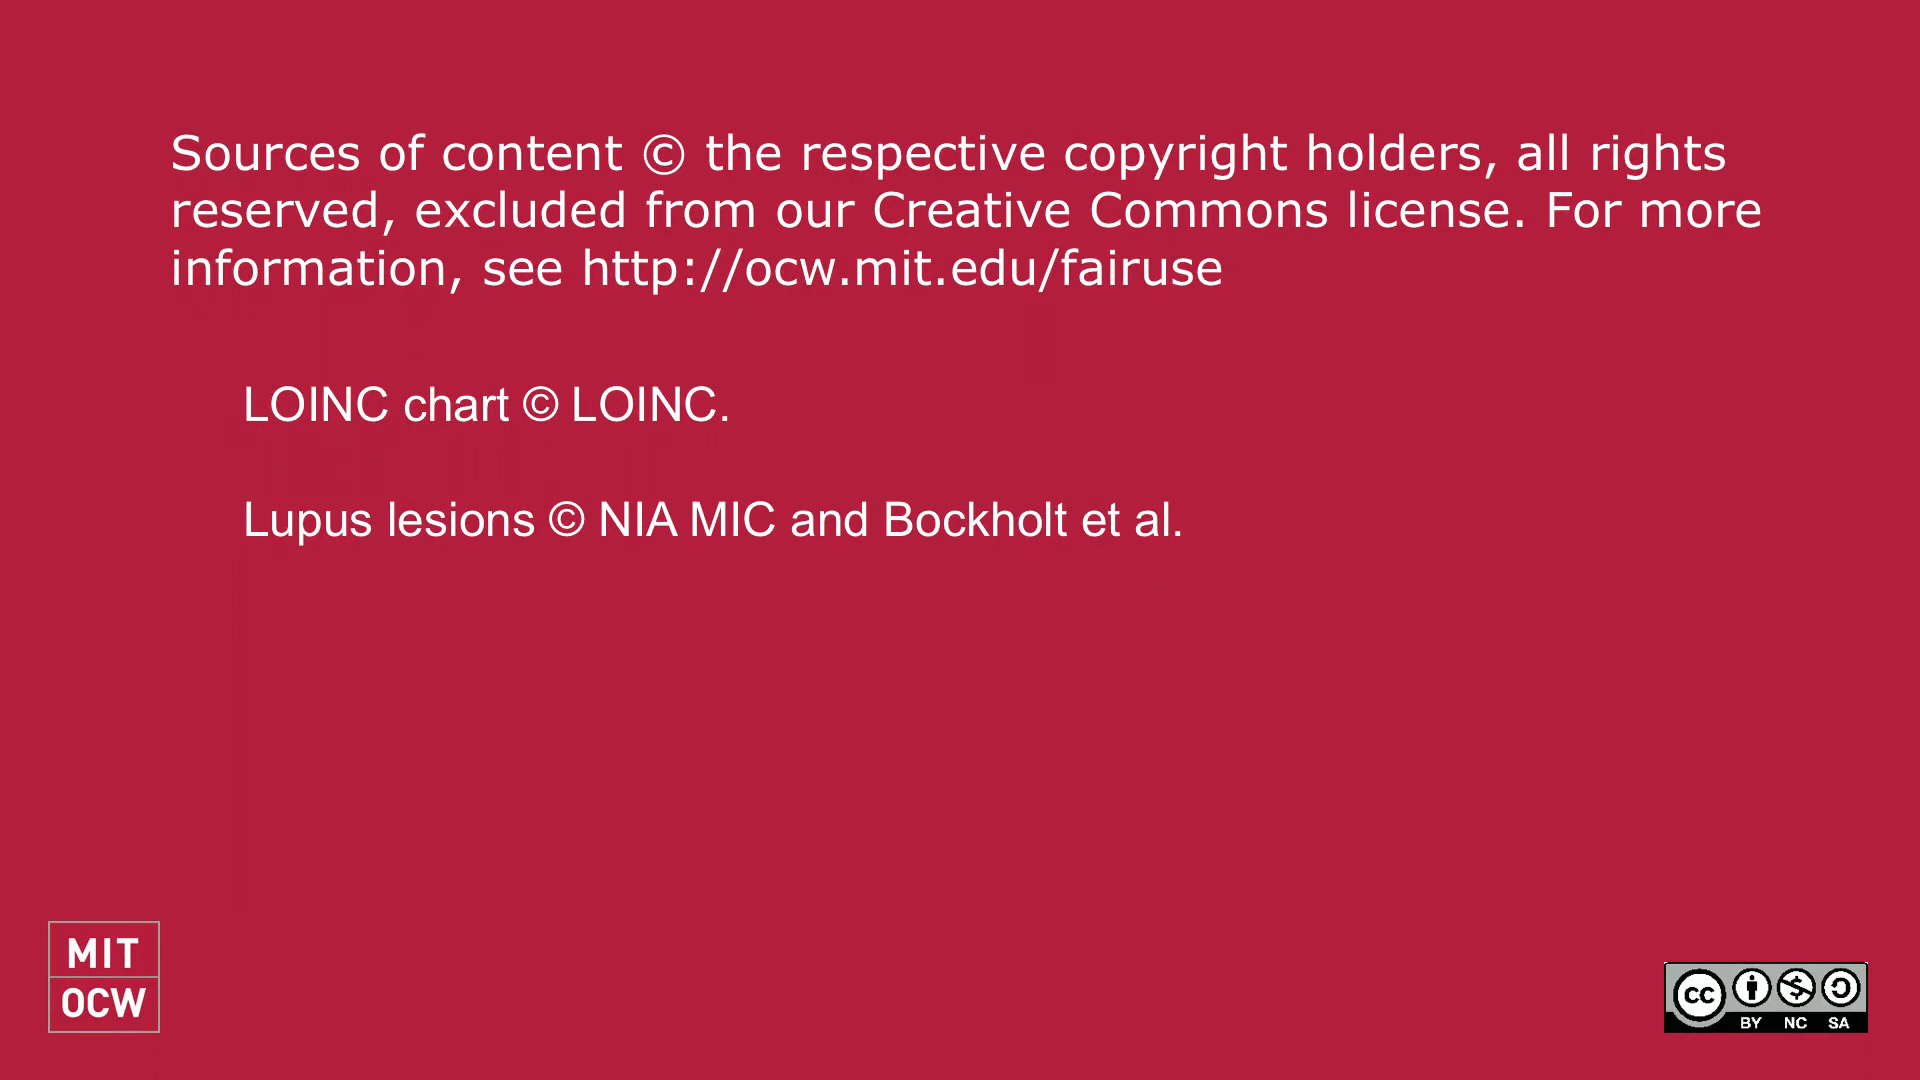 Sources of content © the respective copyright holders, all rights
reserved, excluded from our Creative Commons license. For more
information, see http://ocw.mit.edu/fairuse
LOINC chart © LOINC.
Lupus lesions © NIA MIC and Bockholt et al.
MIT
OCW
cc
BY NC SA